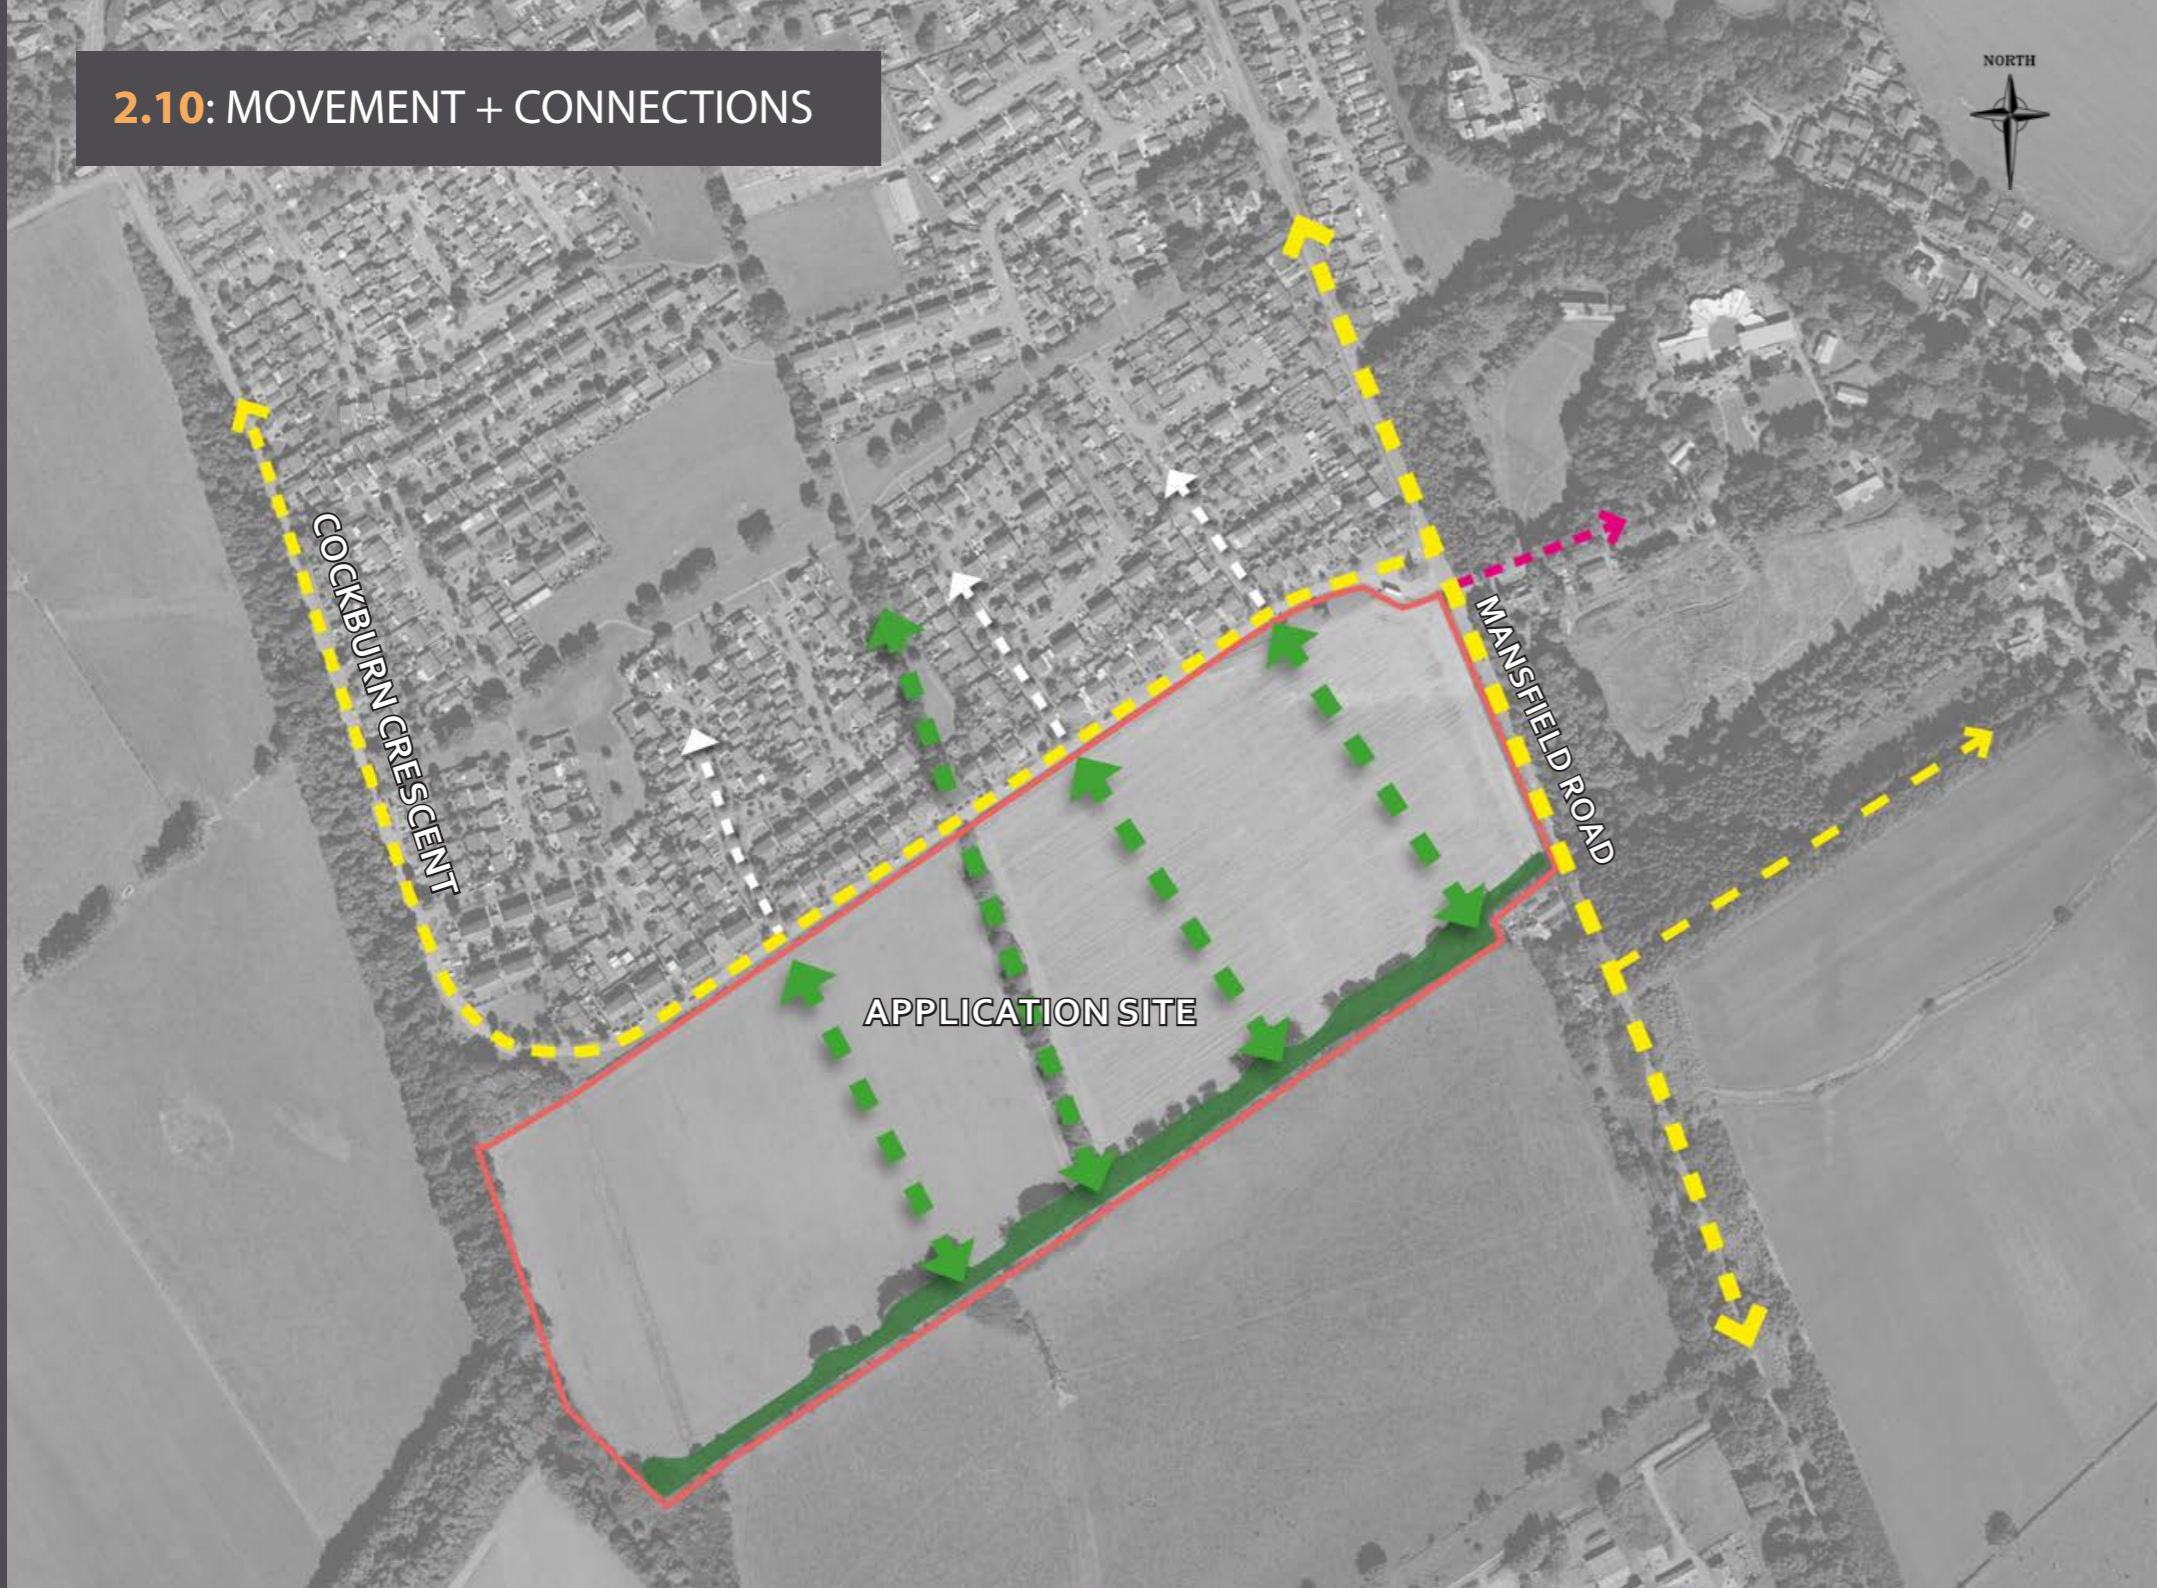 2.10: MOVEMENT + CONNECTIONS
NORTH
COCKBURN CRESCENT
MANSFIELD ROAD
APPLICATION SITE